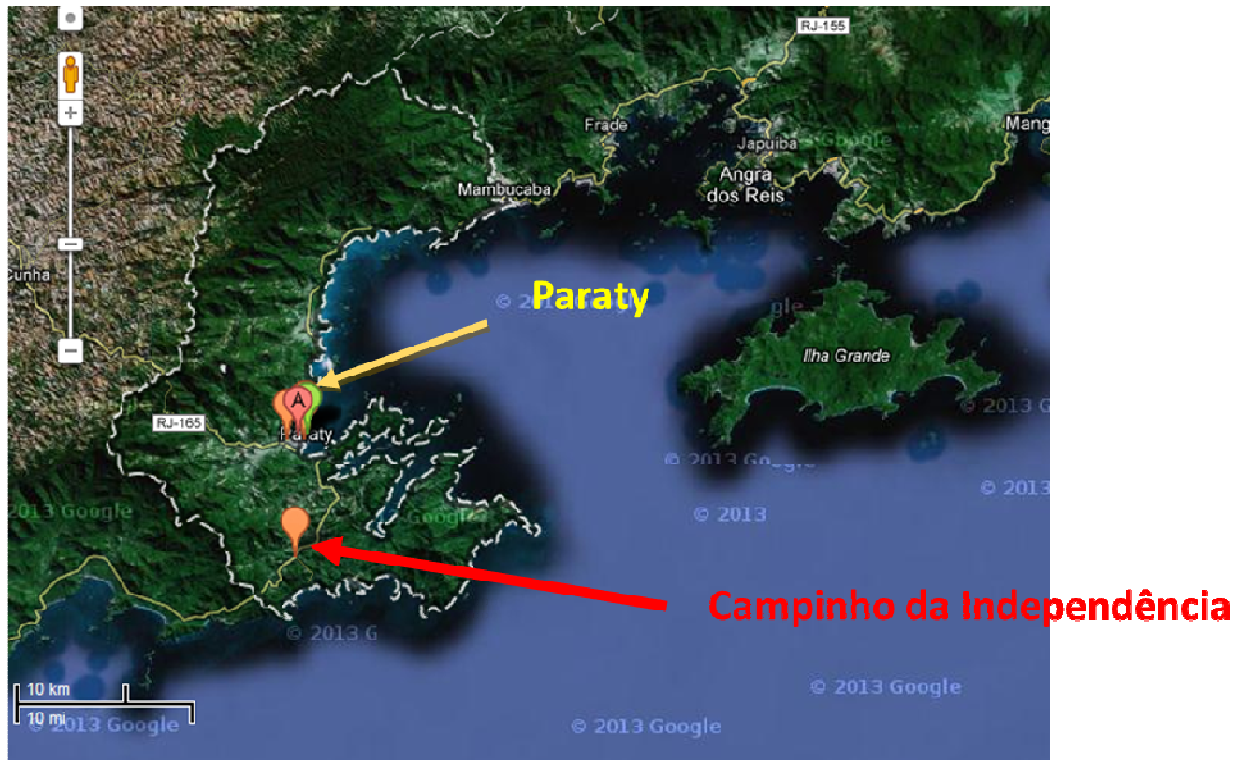 RJ-155
Frade
Mang
Japuiba
Google
Angra
dos Reis
Mambucaba
Cunha
Paraty
Ilha Grande
© 2013 G
A
RJ-165
Paraty
© 2013 Google
© 2013
2013 Google
Google
© 2013
Campinho da Independência
© 2013 G
© 2013 Google
10 km
10 mi
© 2013 Google
© 2013 Google